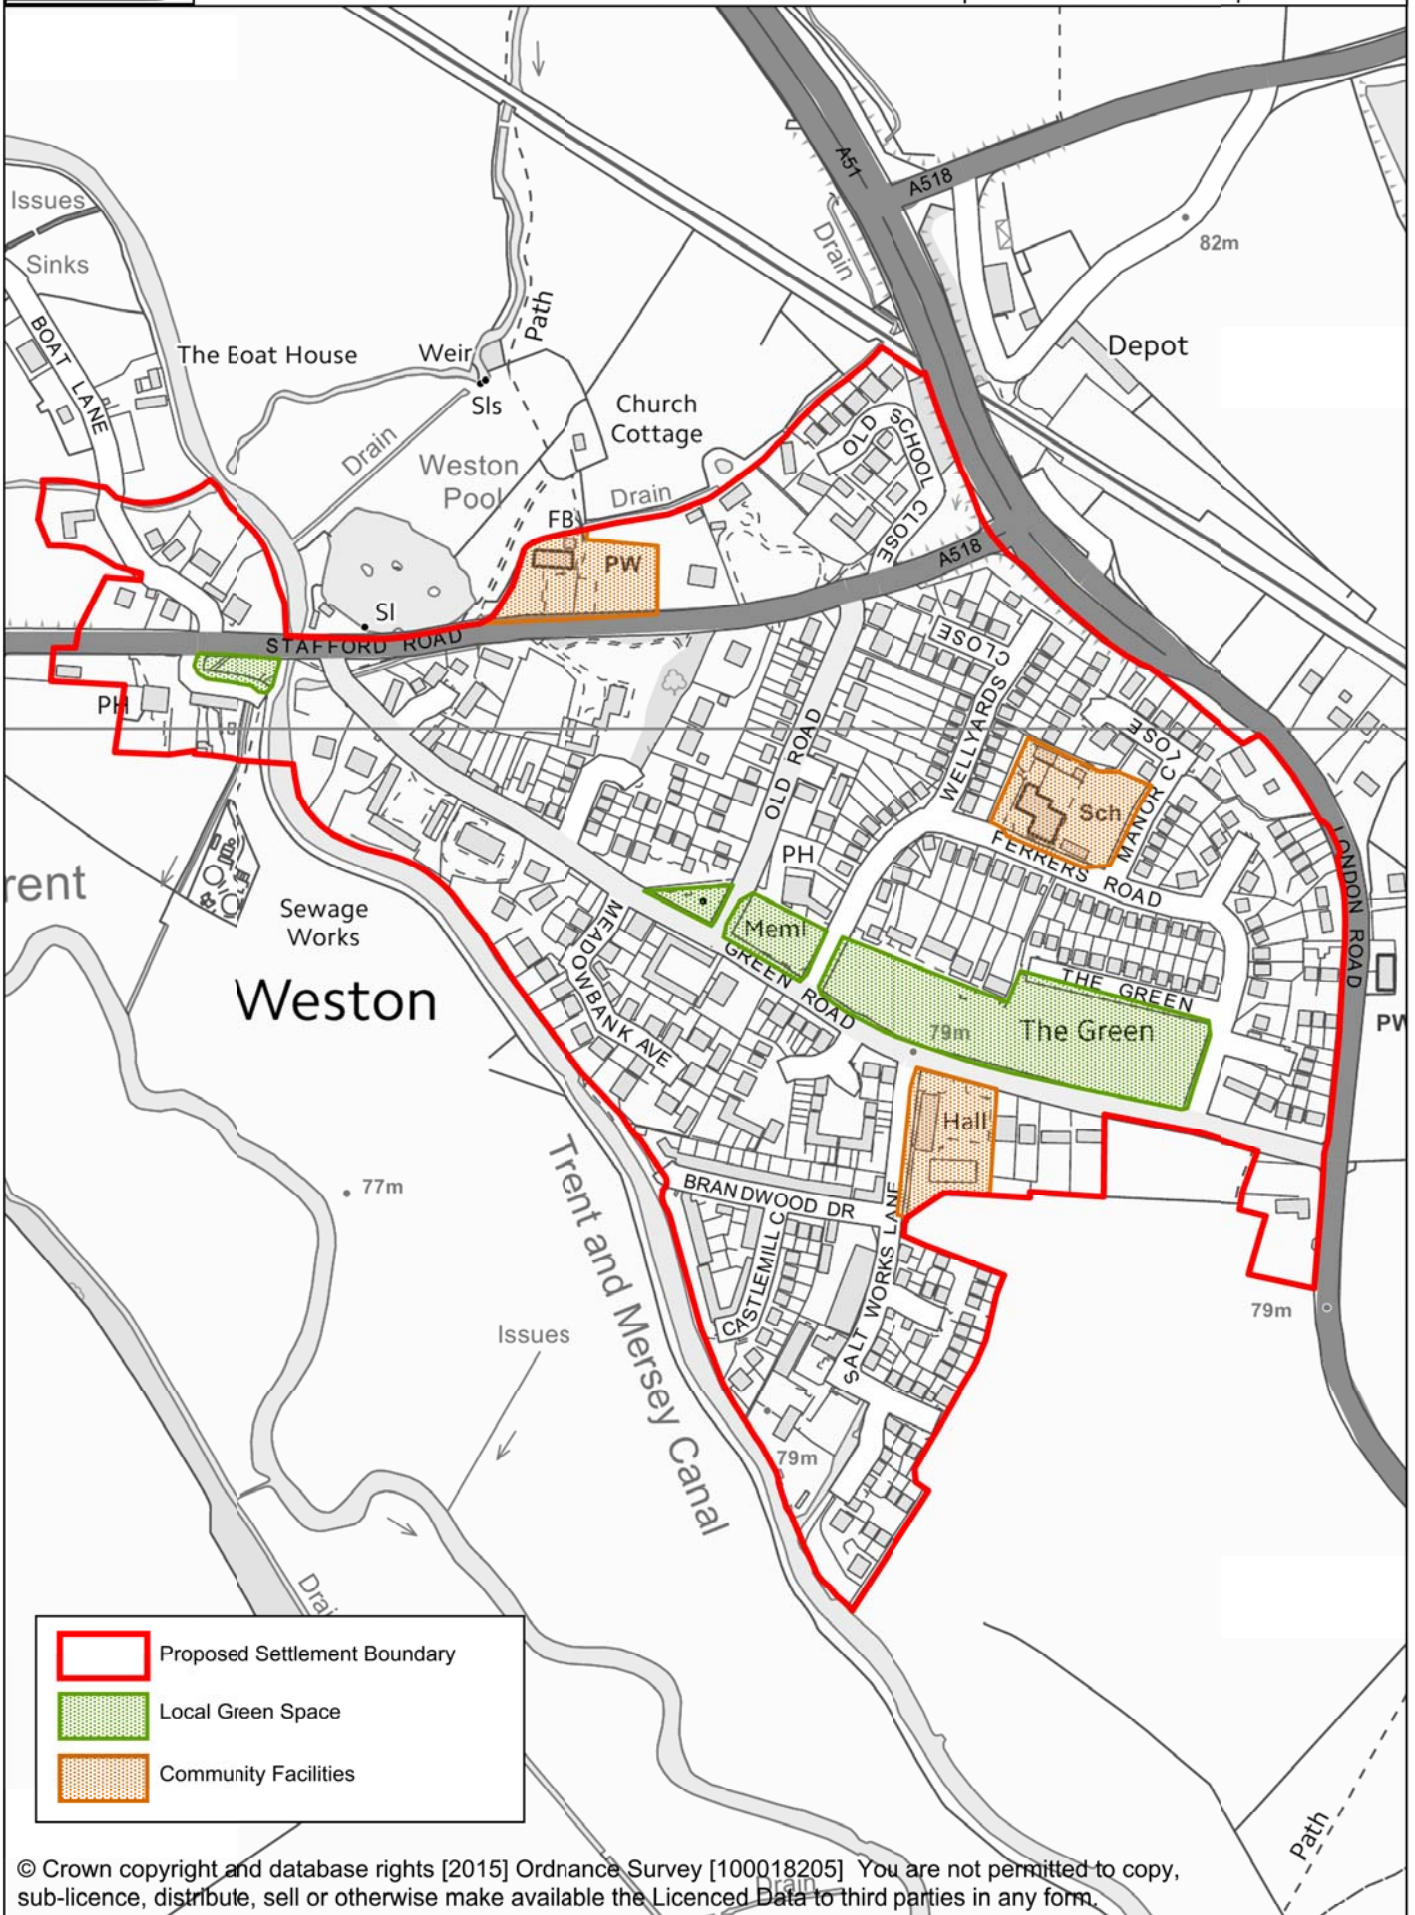 A51
A518
Issues
Drain
82m
Sinks
Path
BOAT LANE
The Boat House
Weir
Depot
Sls
Church
Cottage
OLD SCHOOL CLOSE
Drain
Weston
Pool
Drain
FB
PW
A518
Sl
STAFFORD ROAD
WELLYARDS CLOSE
PH
OLD ROAD
MANOR CLOSE
Sch
FERRERS ROAD
LONDON ROAD
PH
rent
Sewage
Works
Meml
MEADOWBANK AVE
GREEN ROAD
THE GREEN
The Green
79m
Weston
PW
Hall
77m
BRANDWOOD DR
Trent and Mersey Canal
CASTLEMILL C
SALT WORKS LANE
79m
Issues
79m
Drai
Proposed Settlement Boundary
Local Green Space
Community Facilities
Path
© Crown copyright and database rights [2015] Ordnance Survey [100018205] You are not permitted to copy,
sub-licence, distribute, sell or otherwise make available the Licenced Data to third parties in any form.
Drain